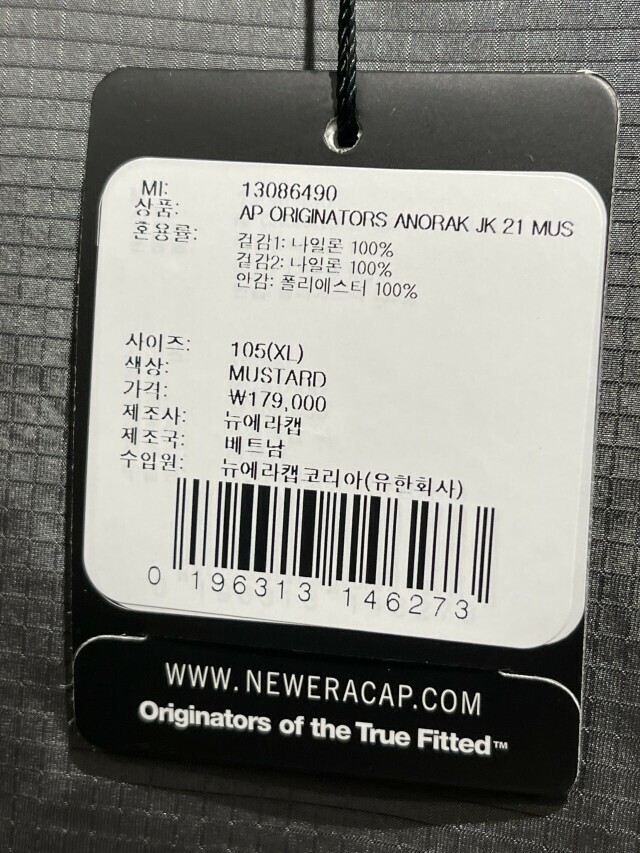 MI: 13086490
상품: AP ORIGINATORS ANORAK JK 21 MUS
혼용률: 겉감1: 나일론 100%
겉감2: 나일론 100%
안감: 폴리에스터 100%
사이즈: 105(XL)
색상: MUSTARD
가격: ₩179,000
제조사: 뉴에라캡
제조국: 베트남
수입원: 뉴에라캡코리아(유한회사)
0 196313 146273
WWW.NEWERACAP.COM
Originators of the True Fitted™